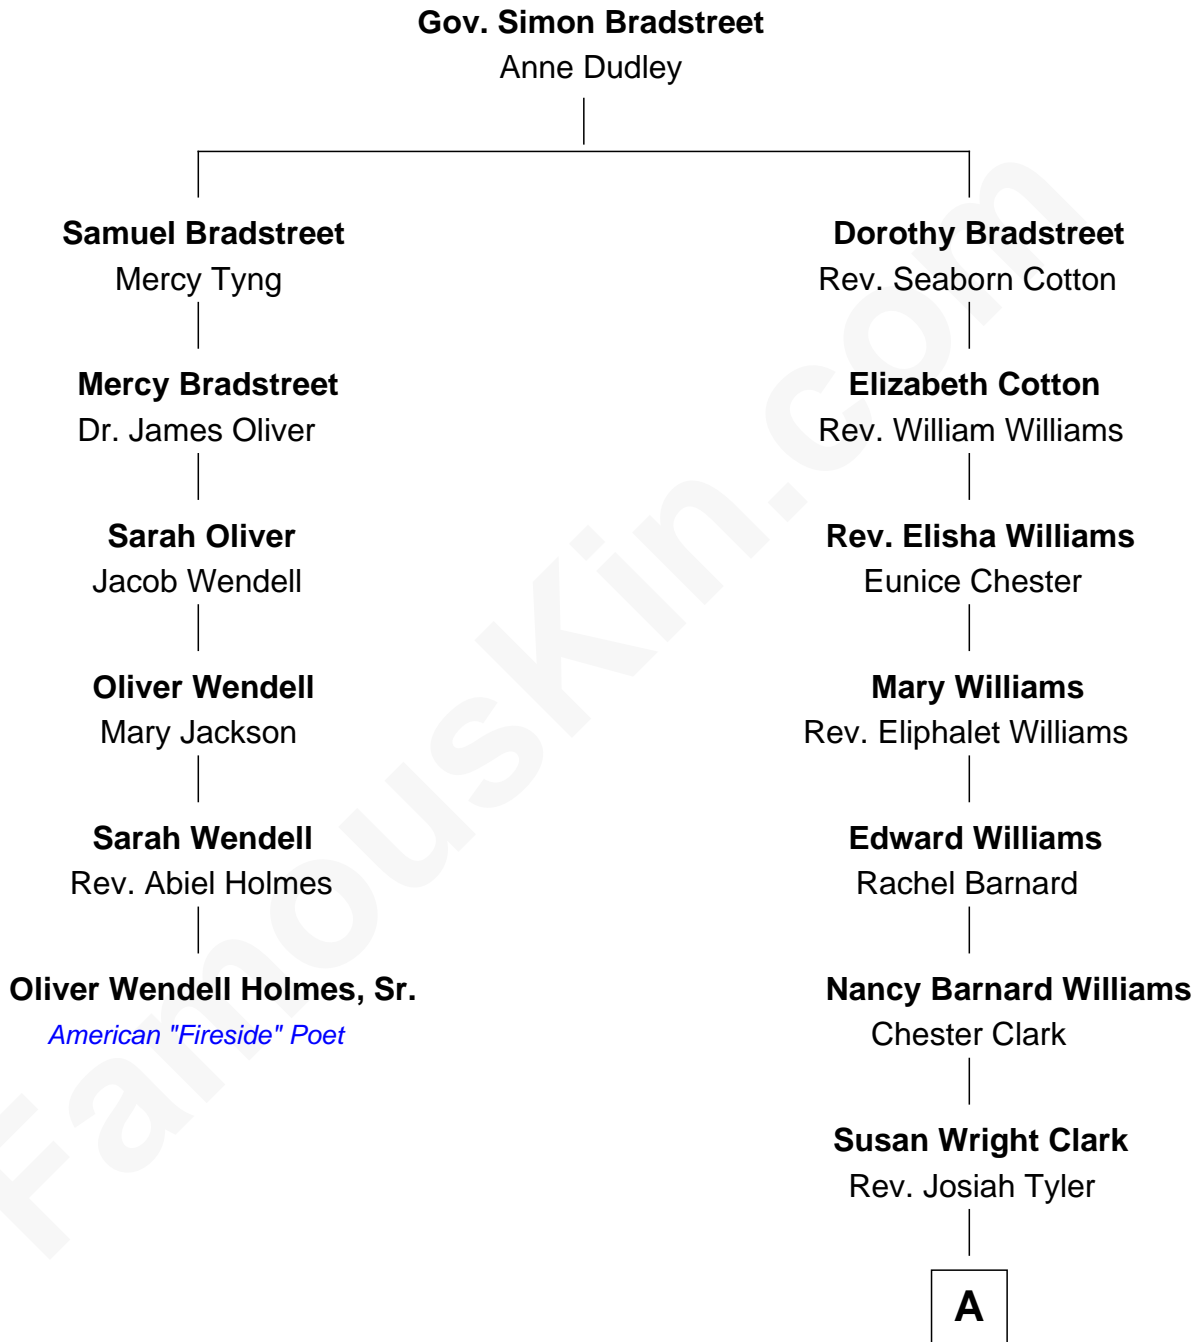 Gov. Simon Bradstreet
Anne Dudley
Samuel Bradstreet
Mercy Tyng
Mercy Bradstreet
Dr. James Oliver
Sarah Oliver
Jacob Wendell
Oliver Wendell
Mary Jackson
Sarah Wendell
Rev. Abiel Holmes
Oliver Wendell Holmes, Sr.
American "Fireside" Poet
Dorothy Bradstreet
Rev. Seaborn Cotton
Elizabeth Cotton
Rev. William Williams
Rev. Elisha Williams
Eunice Chester
Mary Williams
Rev. Eliphalet Williams
Edward Williams
Rachel Barnard
Nancy Barnard Williams
Chester Clark
Susan Wright Clark
Rev. Josiah Tyler
A
FamousKin.com